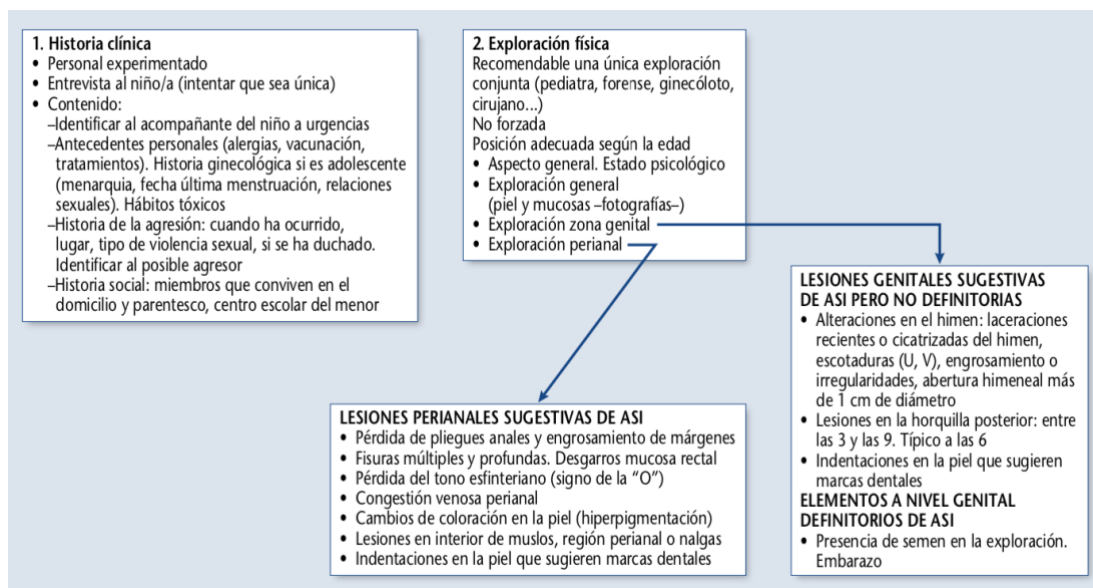 1. Historia clínica
• Personal experimentado
• Entrevista al niño/a (intentar que sea única)
• Contenido:
–Identificar al acompañante del niño a urgencias
–Antecedentes personales (alergias, vacunación,
tratamientos). Historia ginecológica si es adolescente
(menarquia, fecha última menstruación, relaciones
sexuales). Hábitos tóxicos
–Historia de la agresión: cuando ha ocurrido,
lugar, tipo de violencia sexual, si se ha duchado.
Identificar al posible agresor
–Historia social: miembros que conviven en el
domicilio y parentesco, centro escolar del menor
2. Exploración física
Recomendable una única exploración
conjunta (pediatra, forense, ginecóloto,
cirujano...)
No forzada
Posición adecuada según la edad
• Aspecto general. Estado psicológico
• Exploración general
(piel y mucosas –fotografías–)
• Exploración zona genital
• Exploración perianal
LESIONES PERIANALES SUGESTIVAS DE ASI
• Pérdida de pliegues anales y engrosamiento de márgenes
• Fisuras múltiples y profundas. Desgarros mucosa rectal
• Pérdida del tono esfinteriano (signo de la “O”)
• Congestión venosa perianal
• Cambios de coloración en la piel (hiperpigmentación)
• Lesiones en interior de muslos, región perianal o nalgas
• Indentaciones en la piel que sugieren marcas dentales
LESIONES GENITALES SUGESTIVAS
DE ASI PERO NO DEFINITORIAS
• Alteraciones en el himen: laceraciones
recientes o cicatrizadas del himen,
escotaduras (U, V), engrosamiento o
irregularidades, abertura himeneal más
de 1 cm de diámetro
• Lesiones en la horquilla posterior: entre
las 3 y las 9. Típico a las 6
• Indentaciones en la piel que sugieren
marcas dentales
ELEMENTOS A NIVEL GENITAL
DEFINITORIOS DE ASI
• Presencia de semen en la exploración.
Embarazo